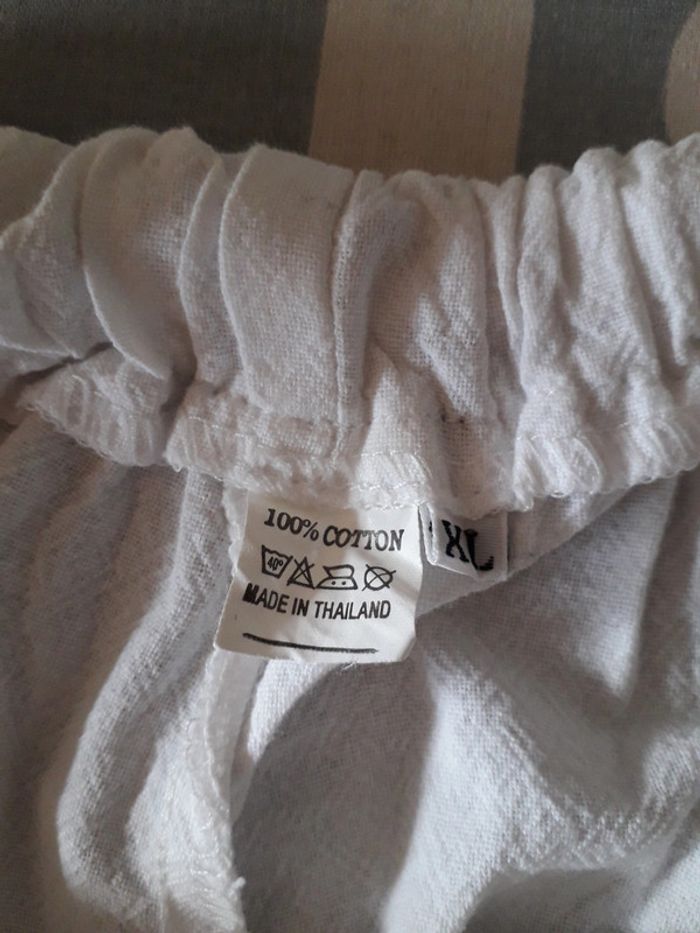 100% COTTON
XL
40°
MADE IN THAILAND